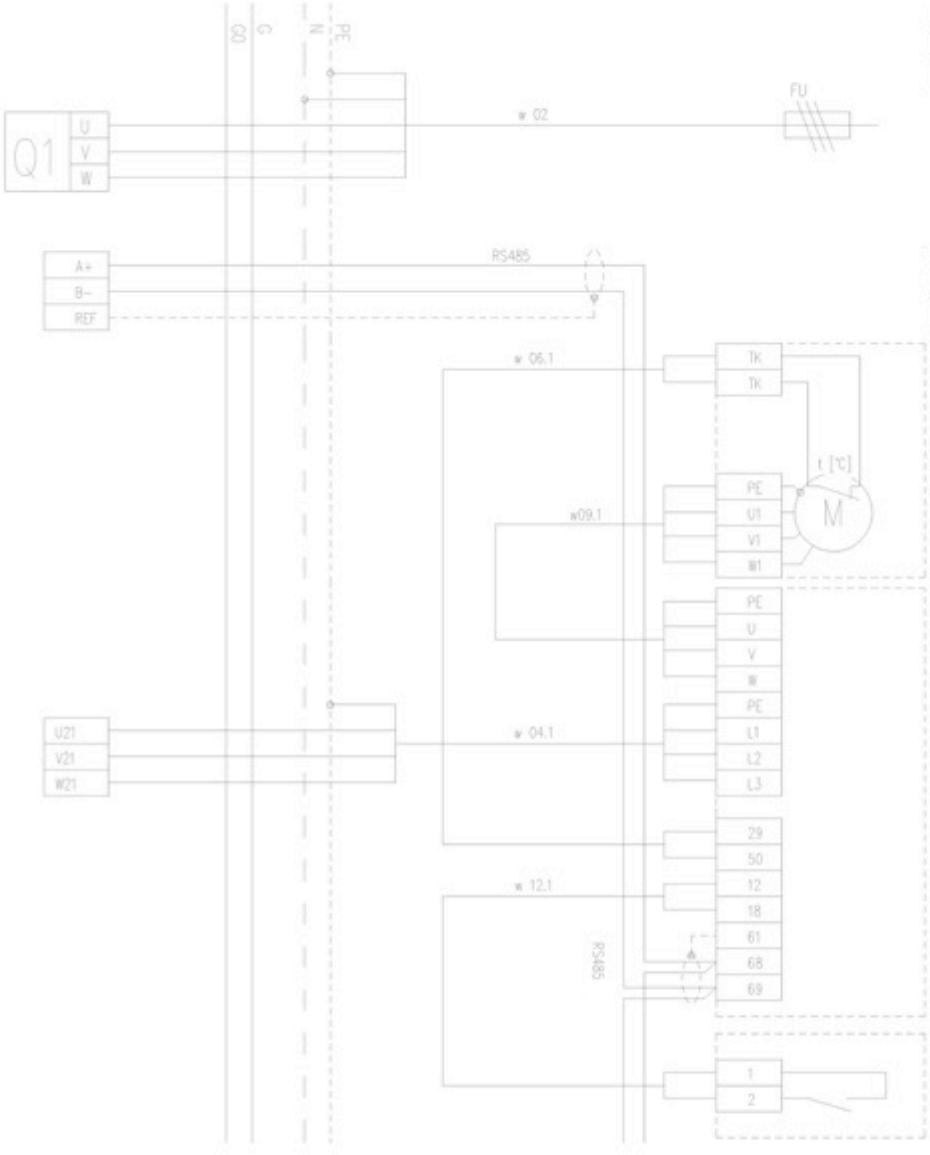 G0
G
N
PE
FU
w 02
Q1
U
V
W
RS485
A+
B-
REF
w 06.1
TK
TK
t [°C]
M
w09.1
PE
U1
V1
W1
PE
U
V
W
PE
w 04.1
L1
L2
L3
U21
V21
W21
29
50
w 12.1
12
18
61
RS485
68
69
1
2